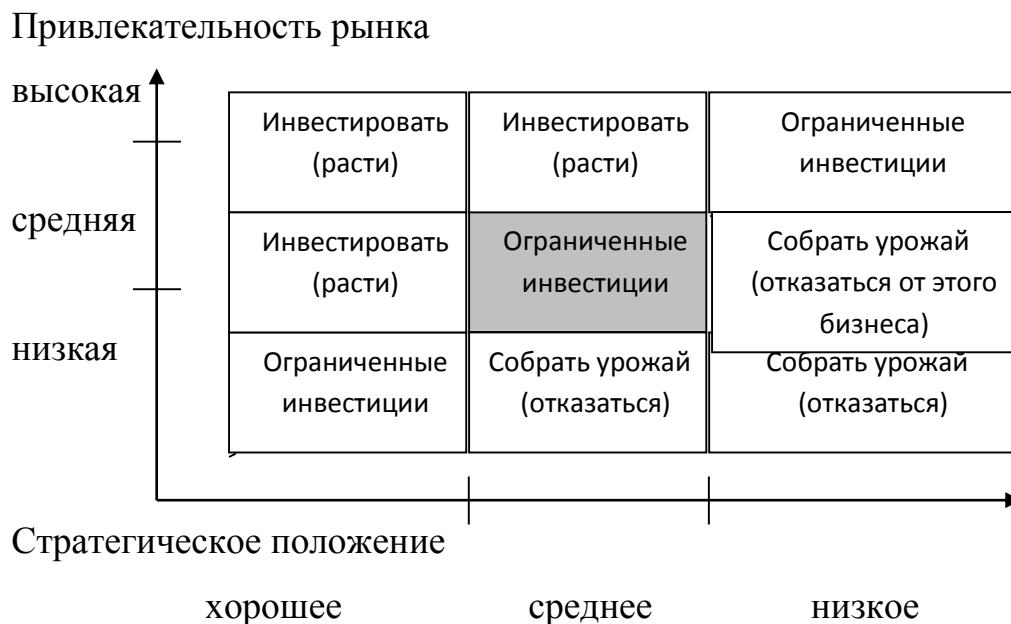 Привлекательность рынка
высокая
Инвестировать
(расти)
Инвестировать
(расти)
Ограниченные
инвестиции
средняя
Инвестировать
(расти)
Ограниченные
инвестиции
Собрать урожай
(отказаться от этого
бизнеса)
низкая
Ограниченные
инвестиции
Собрать урожай
(отказаться)
Собрать урожай
(отказаться)
Стратегическое положение
хорошее
среднее
низкое